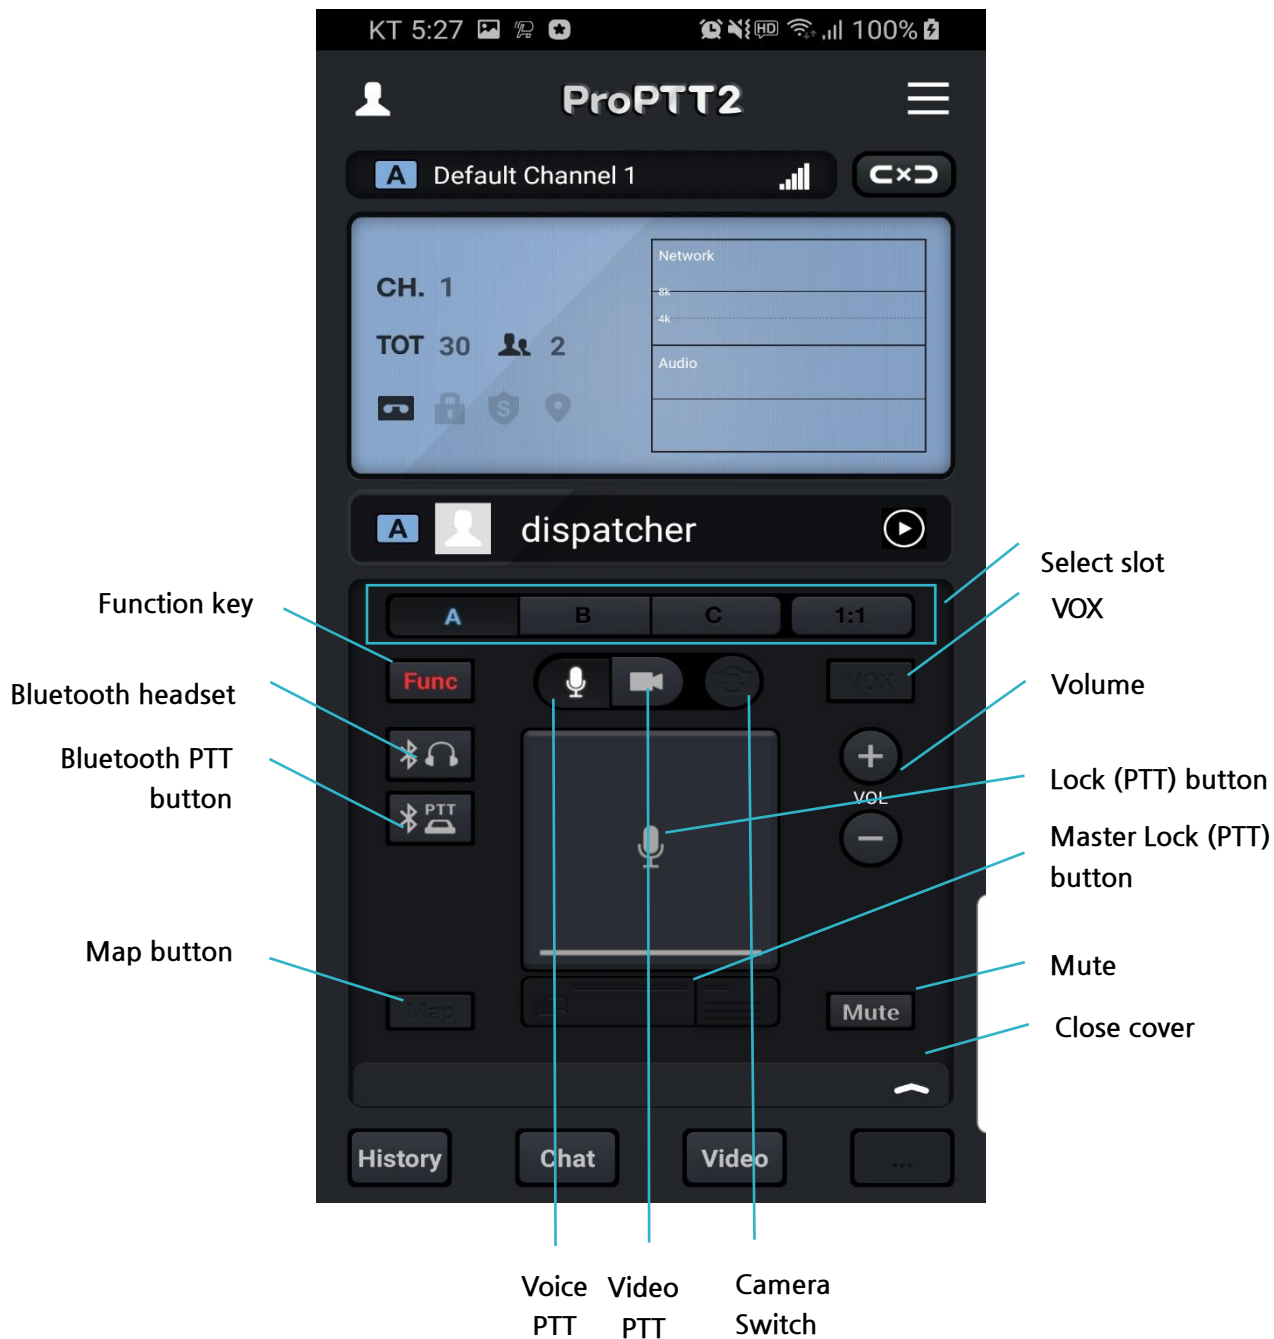 KT 5:27 HD 100%
ProPTT2
A Default Channel 1
CH. 1
TOT 30 2
S
Network
8k
4k
Audio
A dispatcher
Select slot
Function key
A B C 1:1
VOX
Func
VOX
Bluetooth headset
Volume
Bluetooth PTT
button
PTT
VOL
Lock (PTT) button
Master Lock (PTT)
button
Map button
Mute
Map
Mute
Close cover
History Chat Video ...
Voice
PTT
Video
PTT
Camera
Switch